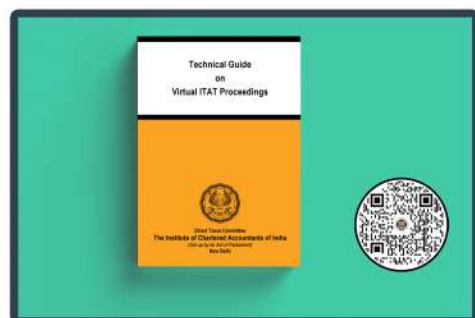 Technical Guide
on
Virtual ITAT Proceedings
Direct Taxes Committee
The Institute of Chartered Accountants of India
(Set up by an Act of Parliament)
New Delhi